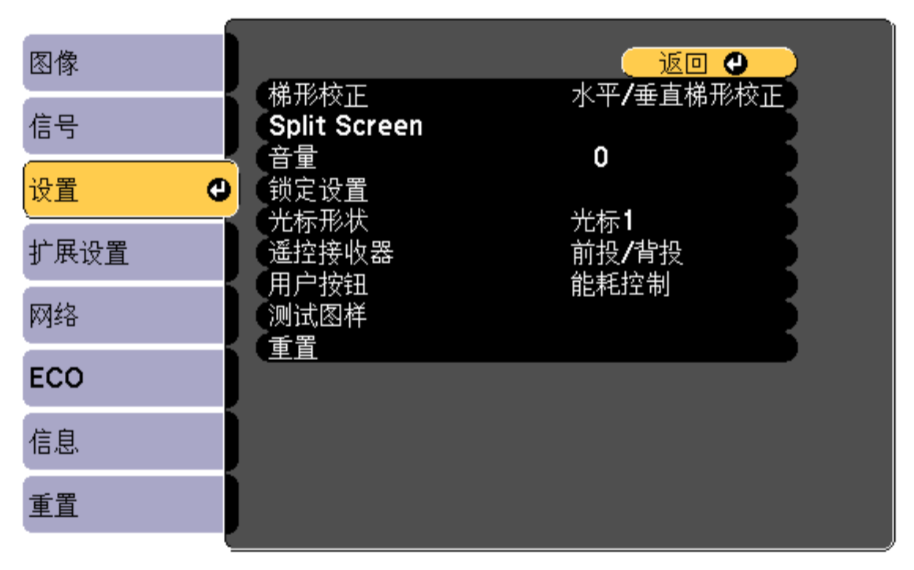 图像
信号
设置
扩展设置
网络
ECO
信息
重置
返回
梯形校正 水平/垂直梯形校正
Split Screen
音量 0
锁定设置
光标形状 光标1
遥控接收器 前投/背投
用户按钮 能耗控制
测试图样
重置